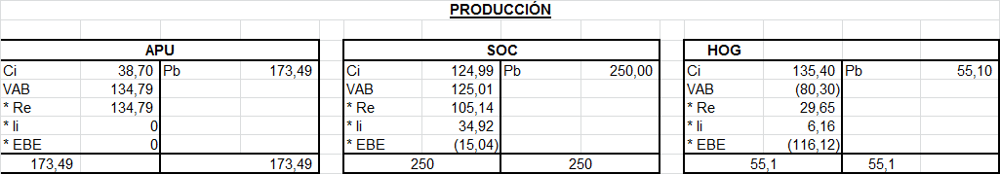 PRODUCCIÓN
APU SOC HOG
Ci 38,70 Pb 173,49 Ci 124,99 Pb 250,00 Ci 135,40 Pb 55,10
VAB 134,79 VAB 125,01 VAB (80,30)
* Re 134,79 * Re 105,14 * Re 29,65
* Ii 0 * Ii 34,92 * Ii 6,16
* EBE 0 * EBE (15,04) * EBE (116,12)
173,49 173,49 250 250 55,1 55,1